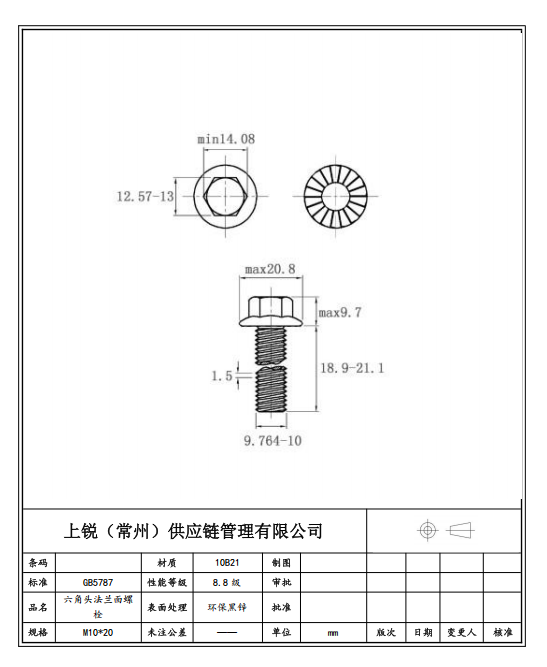 min14.08
12.57-13
max20.8
max9.7
18.9-21.1
1.5
9.764-10
上锐（常州）供应链管理有限公司
条码 材质 10B21 制图
标准 GB5787 性能等级 8.8级 审批
品名 六角头法兰面螺栓 表面处理 环保黑锌 批准
规格 M10*20 未注公差 —— 单位 mm 版次 日期 变更人 核准